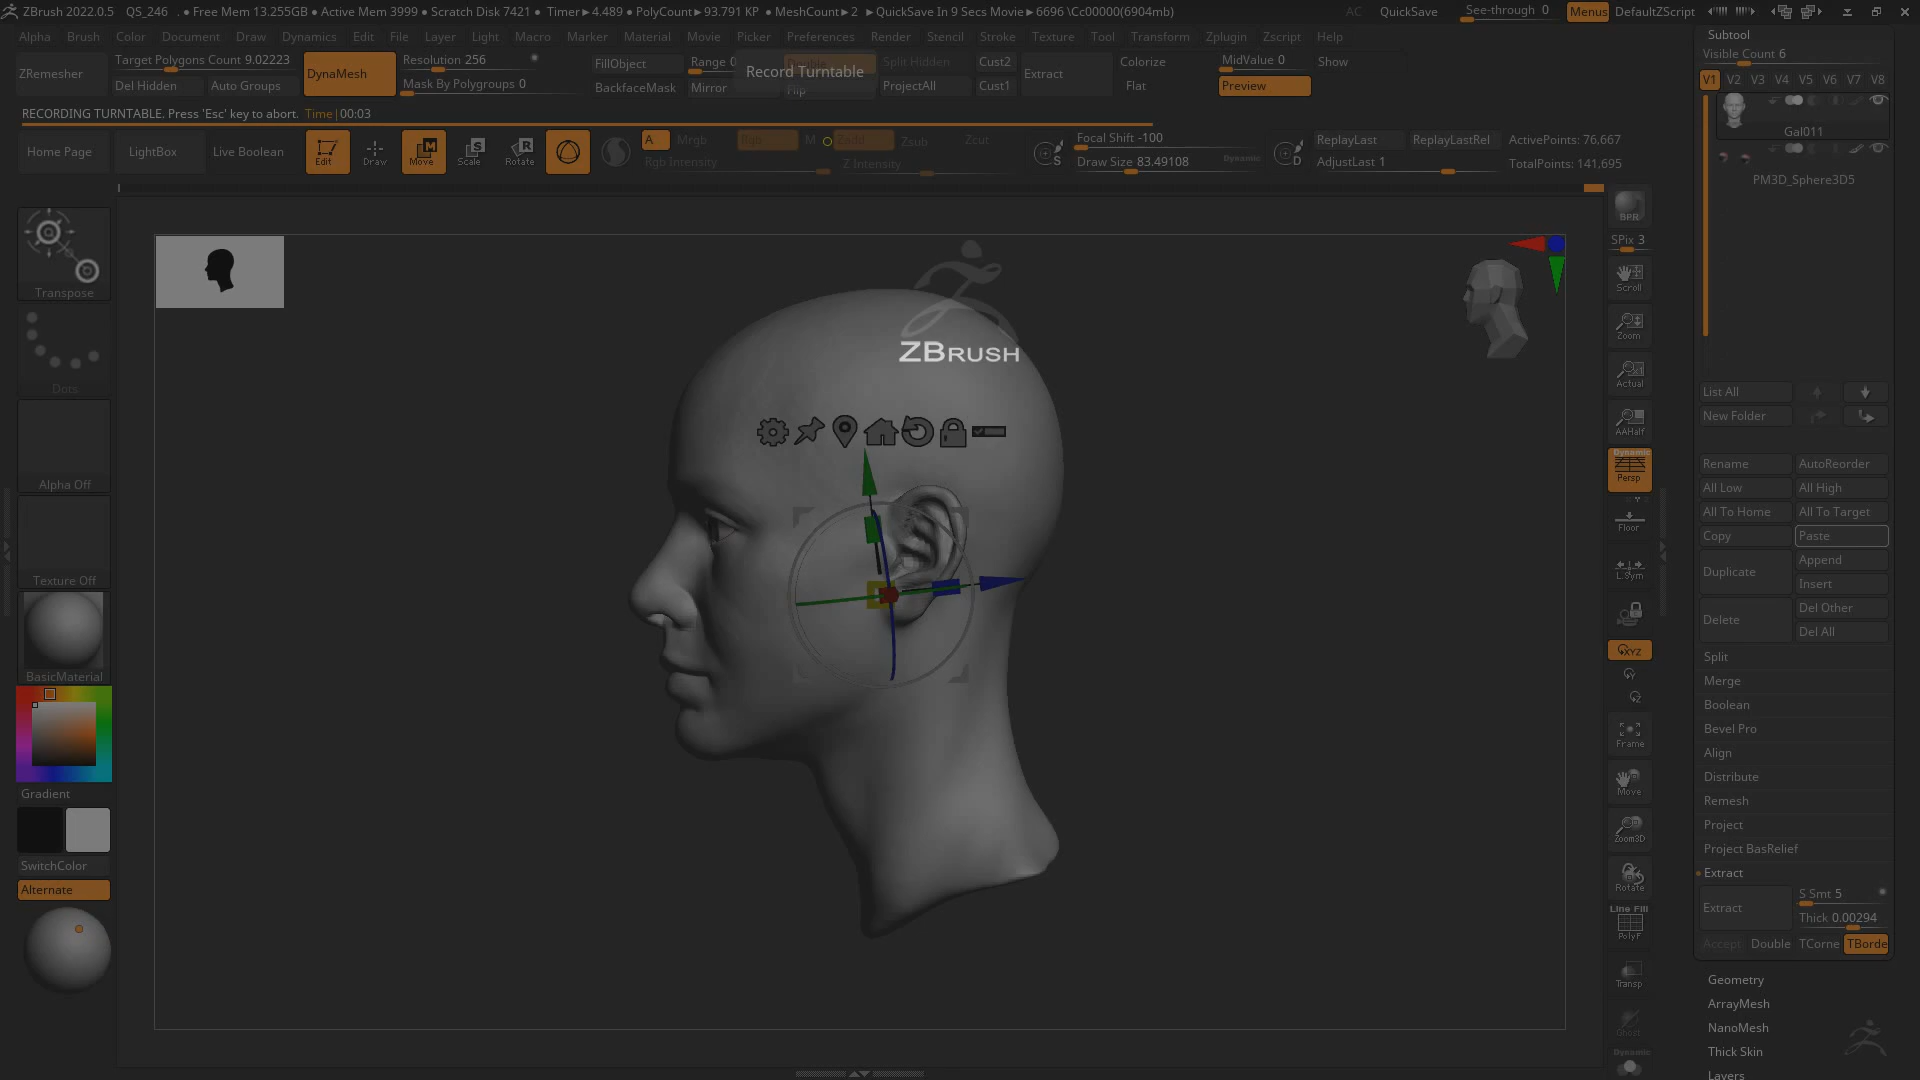 ZBrush 2022.0.5 QS_246 . ● Free Mem 13.255GB ● Active Mem 3999 ● Scratch Disk 7421 ● Timer►4.489 ● PolyCount►93.791 KP ● MeshCount►2 ►QuickSave In 9 Secs Movie►6696 \Cc00000(6904mb) AC QuickSave See-through 0 Menus DefaultZScript
Alpha Brush Color Document Draw Dynamics Edit File Layer Light Macro Marker Material Movie Picker Preferences Render Stencil Stroke Texture Tool Transform Zplugin Zscript Help
ZRemesher
Target Polygons Count 9.02223
Del Hidden Auto Groups
DynaMesh
Resolution 256
Mask By Polygroups 0
FillObject
BackfaceMask
Range 0
Mirror
Double
Flip
Record Turntable
Split Hidden
ProjectAll
Cust2
Cust1
Extract
Colorize
Flat
MidValue 0
Preview
Show
RECORDING TURNTABLE. Press 'Esc' key to abort. Time|00:03
Home Page LightBox Live Boolean
Edit Draw Move Scale Rotate
A Mrgb Rgb M Zadd Zsub Zcut
Rgb Intensity Z Intensity
S
Focal Shift -100
Draw Size 83.49108 Dynamic
D
ReplayLast ReplayLastRel
AdjustLast 1
ActivePoints: 76,667
TotalPoints: 141,695
Transpose
Dots
Alpha Off
Texture Off
BasicMaterial
Gradient
SwitchColor
Alternate
ZBRUSH
BPR
SPix 3
Scroll
Zoom
Actual
AAHalf
Dynamic
Persp
Floor
L.Sym
XYZ
Y
Z
Frame
Move
Zoom3D
Rotate
Line Fill
PolyF
Transp
Ghost
Dynamic
Subtool
Visible Count 6
V1 V2 V3 V4 V5 V6 V7 V8
Gal011
PM3D_Sphere3D5
List All
New Folder
Rename AutoReorder
All Low All High
All To Home All To Target
Copy Paste
Duplicate Append
Insert
Delete Del Other
Del All
Split
Merge
Boolean
Bevel Pro
Align
Distribute
Remesh
Project
Project BasRelief
Extract
Extract
S Smt 5
Thick 0.00294
Accept Double TCorne TBorde
Geometry
ArrayMesh
NanoMesh
Thick Skin
Layers